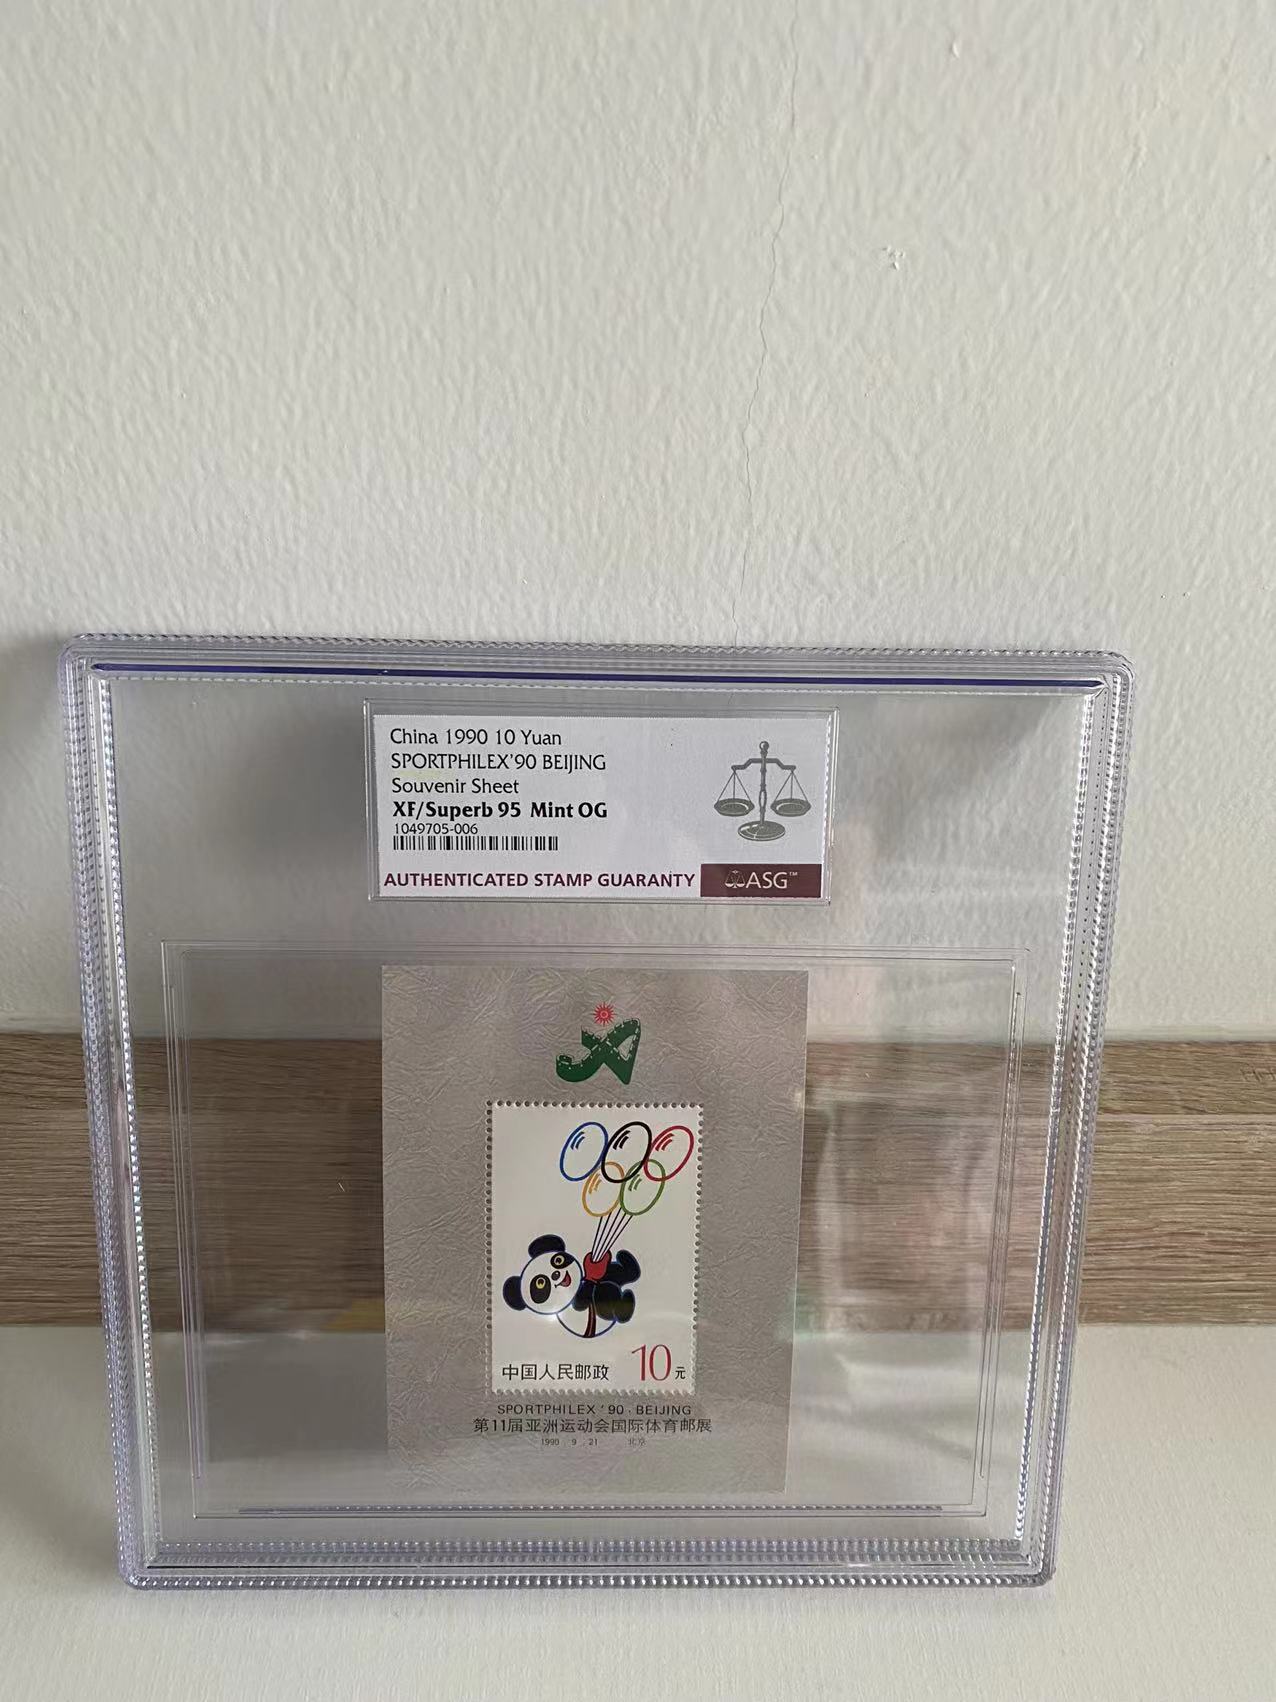 China 1990 10 Yuan
SPORTPHILEX'90 BEIJING
Souvenir Sheet
XF/Superb 95 Mint OG
1049705-006
AUTHENTICATED STAMP GUARANTY
ASG™
中国人民邮政 10元
SPORTPHILEX '90·BEIJING
第11届亚洲运动会国际体育邮展
1990 . 9 . 21 北京